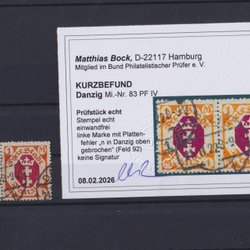 Matthias Bock, D-22117 Hamburg
Mitglied im Bund Philatelistischer Prüfer e. V.
KURZBEFUND
Danzig Mi.-Nr. 83 PF IV
Prüfstück echt
Stempel echt
einwandfrei
linke Marke mit Platten-
fehler „n in Danzig oben
gebrochen“ (Feld 92)
keine Signatur
08.02.2026